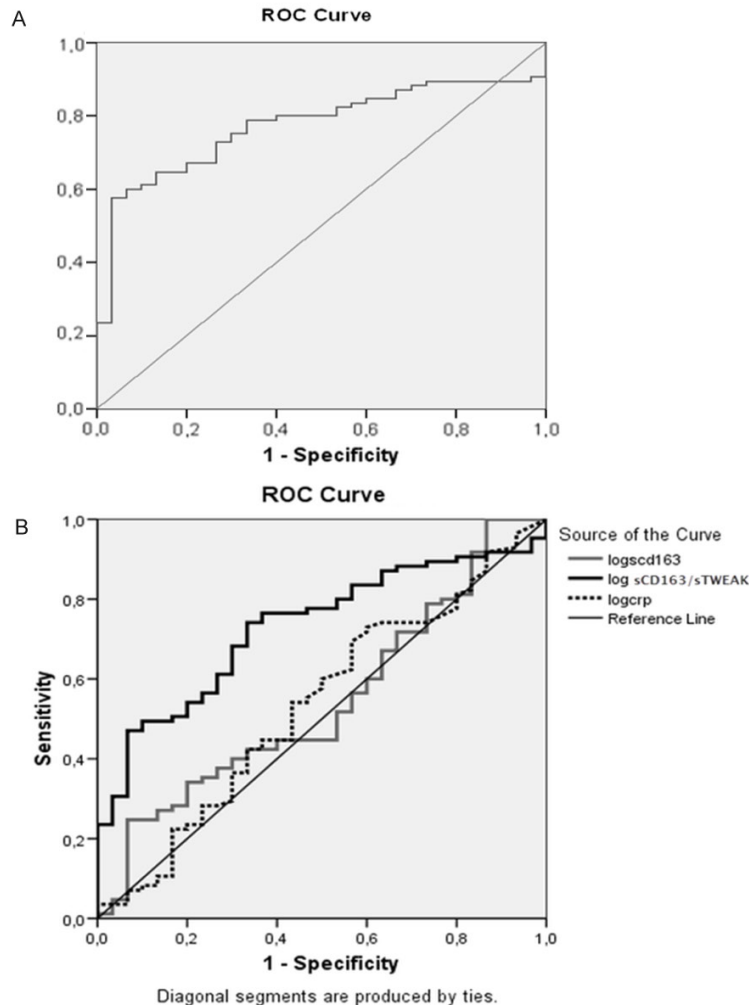 A
ROC Curve
1,0
0,8
0,6
0,4
0,2
0,0
0,0 0,2 0,4 0,6 0,8 1,0
1 - Specificity
B
ROC Curve
Sensitivity
1,0
0,8
0,6
0,4
0,2
0,0
0,0 0,2 0,4 0,6 0,8 1,0
1 - Specificity
Diagonal segments are produced by ties.
Source of the Curve
logscd163
log sCD163/sTWEAK
logcrp
Reference Line